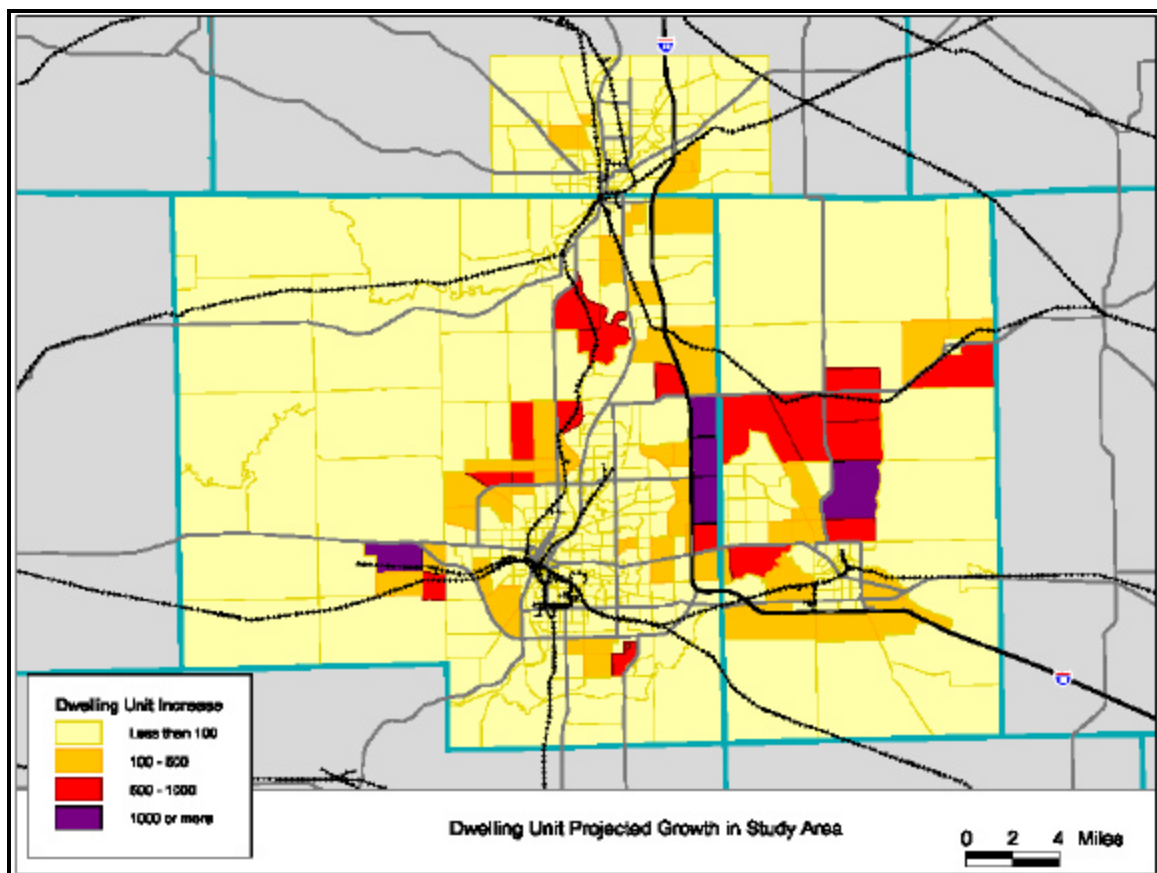 Dwelling Unit Increase
Less than 100
100 - 500
500 - 1000
1000 or more
Dwelling Unit Projected Growth in Study Area
0 2 4 Miles